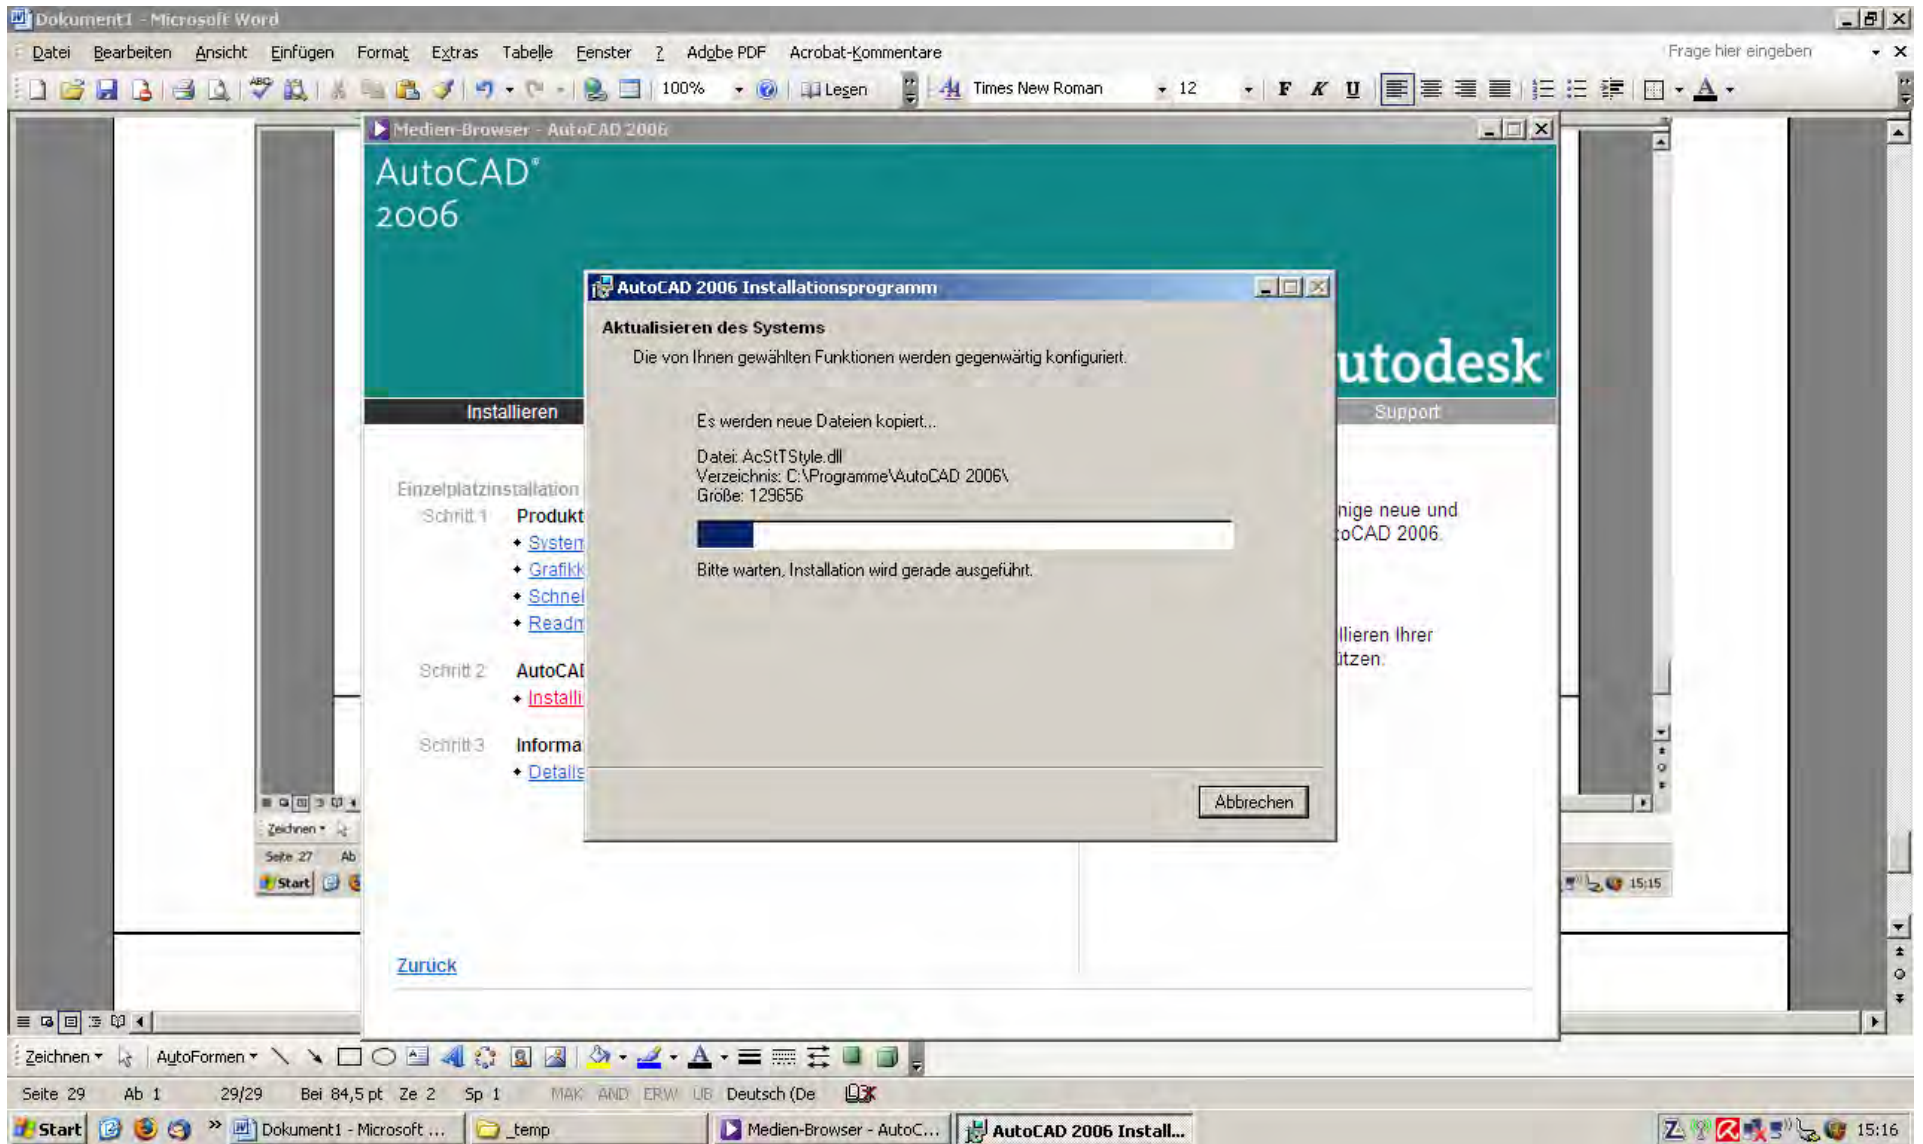 Dokument1 - Microsoft Word
Datei Bearbeiten Ansicht Einfügen Format Extras Tabelle Fenster ? Adobe PDF Acrobat-Kommentare Frage hier eingeben
100% Lesen Times New Roman 12 F K U
Medien-Browser - AutoCAD 2006
AutoCAD®
2006
AutoCAD 2006 Installationsprogramm
Aktualisieren des Systems
Die von Ihnen gewählten Funktionen werden gegenwärtig konfiguriert.
utodesk
Installieren
Support
Es werden neue Dateien kopiert...
Datei: AcStTStyle.dll
Verzeichnis: C:\Programme\AutoCAD 2006\
Größe: 129656
Bitte warten, Installation wird gerade ausgeführt.
Abbrechen
Einzelplatzinstallation
Schritt 1 Produkt
System
Grafikk
Schnel
Readm
Schritt 2 AutoCAD
Installi
Schritt 3 Informa
Details
nige neue und
toCAD 2006.
llieren Ihrer
ützen.
Zurück
Zeichnen
Seite 27 Ab
Start
15:15
Zeichnen AutoFormen
Seite 29 Ab 1 29/29 Bei 84,5 pt Ze 2 Sp 1 MAK ÄND ERW ÜB Deutsch (De
Start » Dokument1 - Microsoft ... _temp Medien-Browser - AutoC... AutoCAD 2006 Install... 15:16